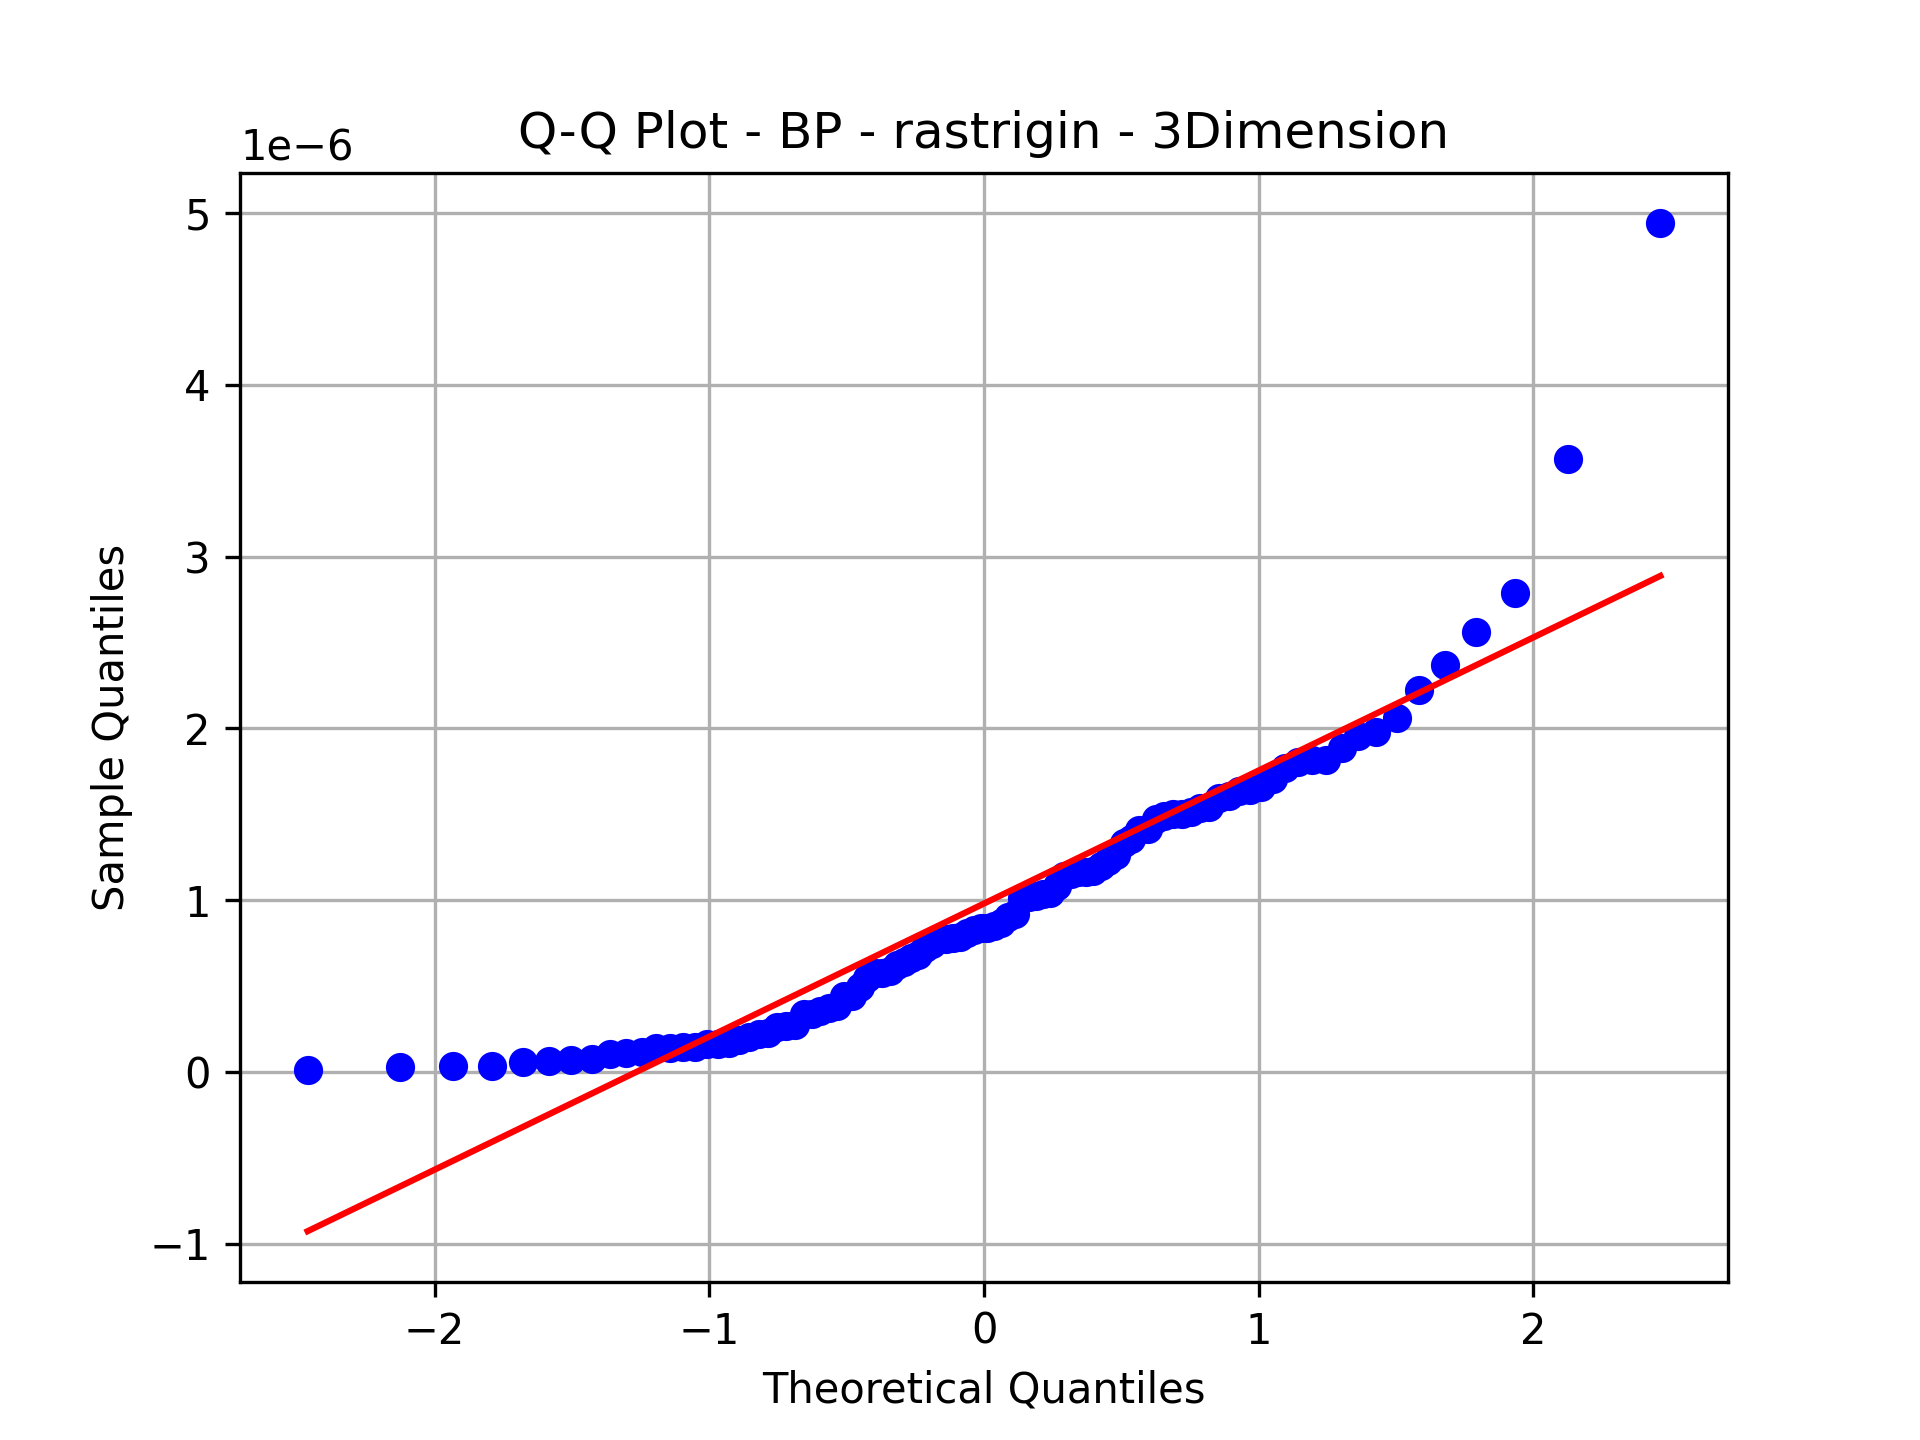 Q-Q Plot - BP - rastrigin - 3Dimension
1e−6
5
4
3
2
1
0
−1
Sample Quantiles
−2 −1 0 1 2
Theoretical Quantiles